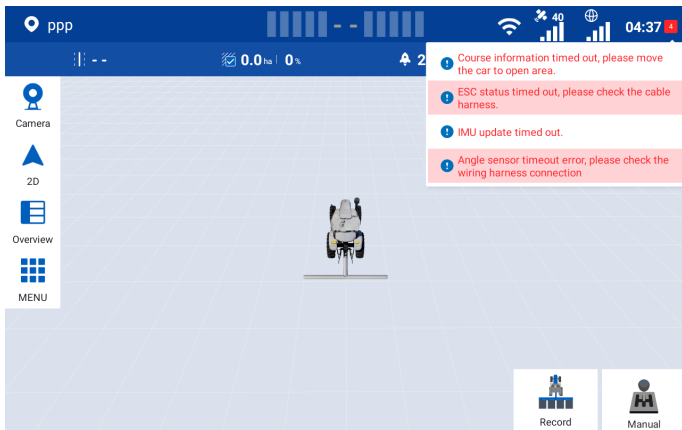 ppp
- -
40
04:37 4
- -
0.0 ha 0 %
2
Course information timed out, please move
the car to open area.
ESC status timed out, please check the cable
harness.
IMU update timed out.
Angle sensor timeout error, please check the
wiring harness connection
Camera
2D
Overview
MENU
Record
Manual